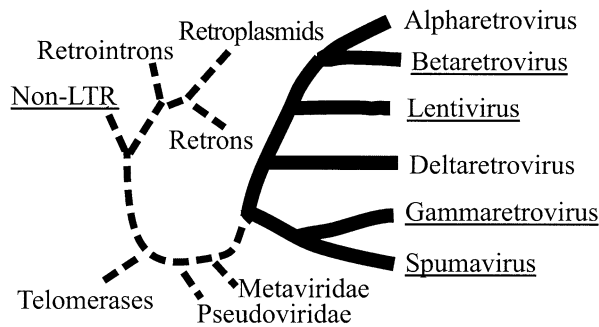 Alpharetrovirus
Retroplasmids
Retrointrons
Betaretrovirus
Non-LTR
Lentivirus
Retrons
Deltaretrovirus
Gammaretrovirus
Spumavirus
Telomerases
Metaviridae
Pseudoviridae